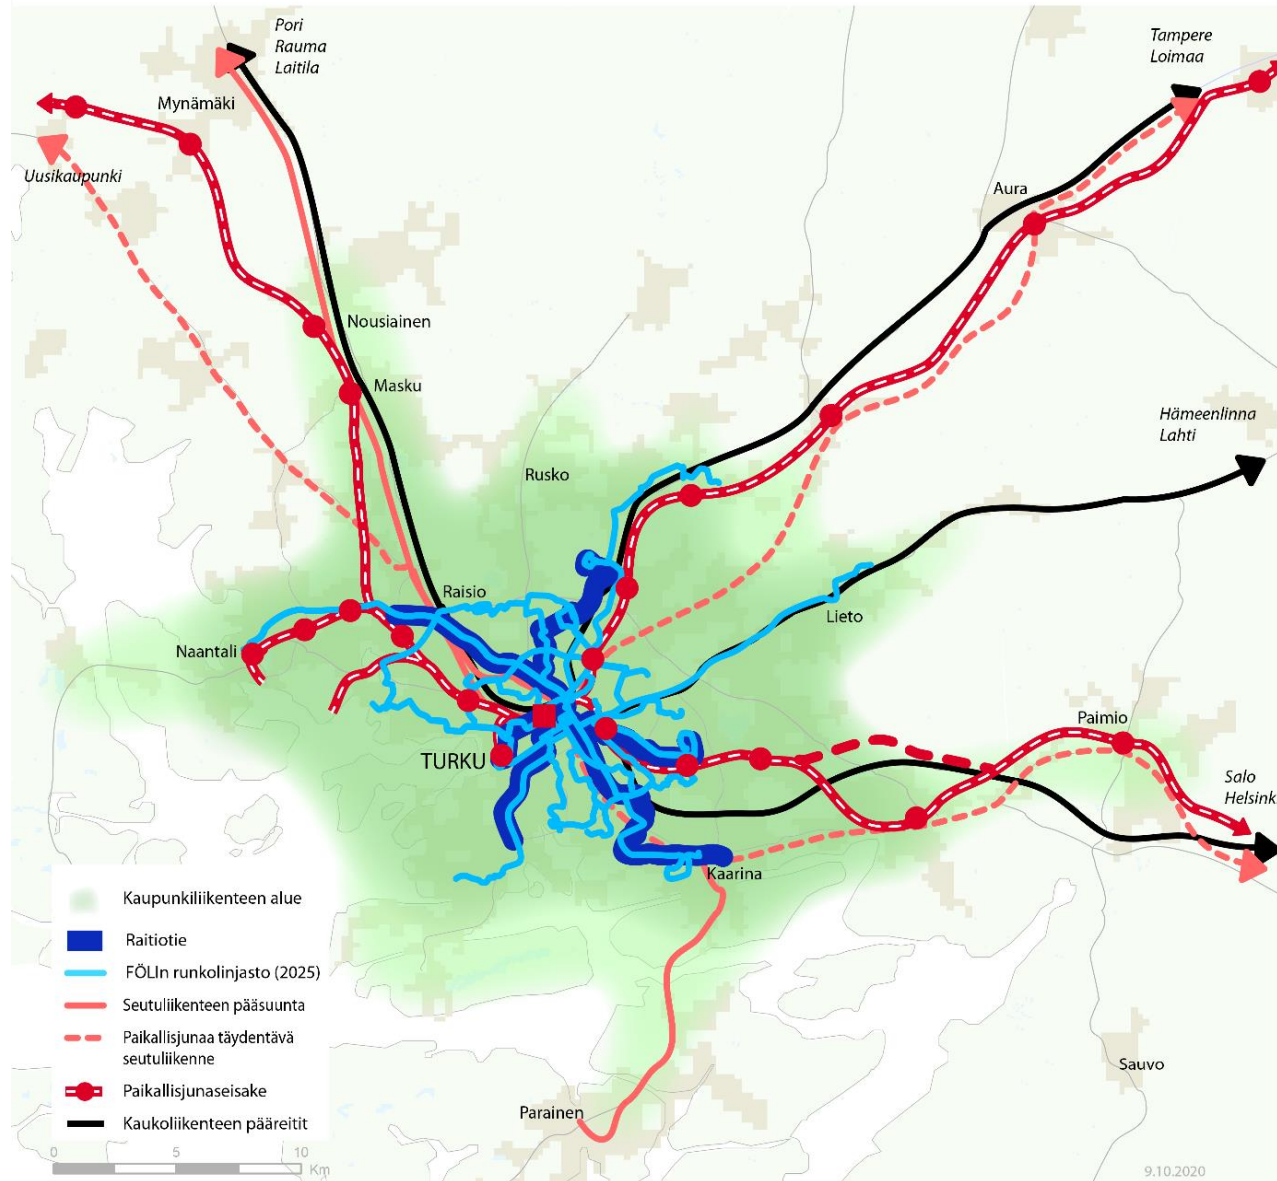 Pori
Rauma
Laitila
Tampere
Loimaa
Mynämäki
Uusikaupunki
Aura
Nousiainen
Masku
Hämeenlinna
Lahti
Rusko
Raisio
Lieto
Naantali
Paimio
TURKU
Salo
Helsink
Kaarina
Kaupunkiliikenteen alue
Raitiotie
FÖLIn runkolinjasto (2025)
Seutuliikenteen pääsuunta
Paikallisjunaa täydentävä
seutuliikenne
Paikallisjunaseisake
Kaukoliikenteen pääreitit
Sauvo
Parainen
0 5 10
Km
9.10.2020